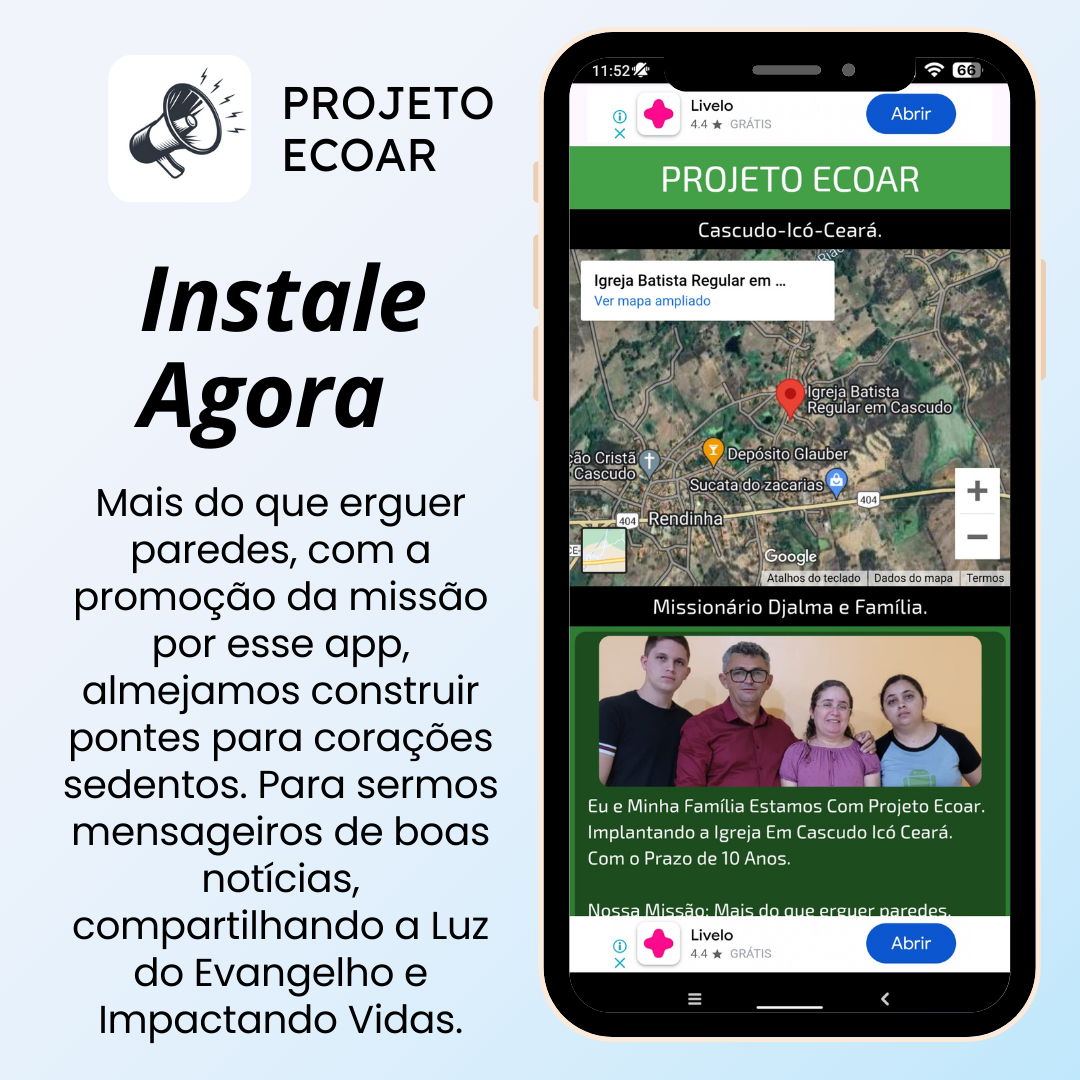 PROJETO
ECOAR
Instale
Agora
Mais do que erguer
paredes, com a
promoção da missão
por esse app,
almejamos construir
pontes para corações
sedentos. Para sermos
mensageiros de boas
notícias,
compartilhando a Luz
do Evangelho e
Impactando Vidas.
11:52
66
Livelo
4.4 ★ GRÁTIS
Abrir
PROJETO ECOAR
Cascudo-Icó-Ceará.
Riac
Igreja Batista Regular em ...
Ver mapa ampliado
Igreja Batista
Regular em Cascudo
ção Cristã
Cascudo
Depósito Glauber
Sucata do zacarias
404
404
Rendinha
CE-
Google
Atalhos do teclado
Dados do mapa
Termos
Missionário Djalma e Família.
Eu e Minha Família Estamos Com Projeto Ecoar.
Implantando a Igreja Em Cascudo Icó Ceará.
Com o Prazo de 10 Anos.
Nossa Missão: Mais do que erguer paredes,
Livelo
4.4 ★ GRÁTIS
Abrir